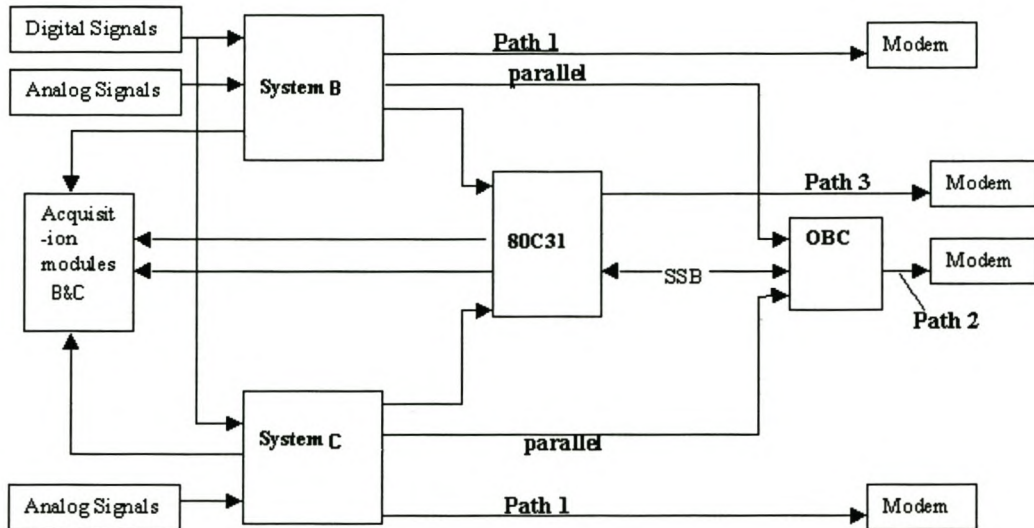 Digital Signals
Path 1
Modem
parallel
Analog Signals
System B
Path 3
Modem
Acquisit
-ion
modules
B&C
80C31
OBC
SSB
Modem
Path 2
System C
parallel
Analog Signals
Path 1
Modem